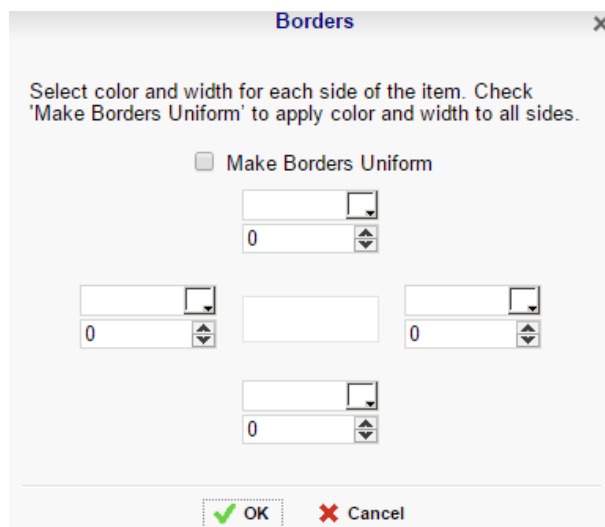 Borders
Select color and width for each side of the item. Check
'Make Borders Uniform' to apply color and width to all sides.
Make Borders Uniform
0
0 0
0
OK Cancel